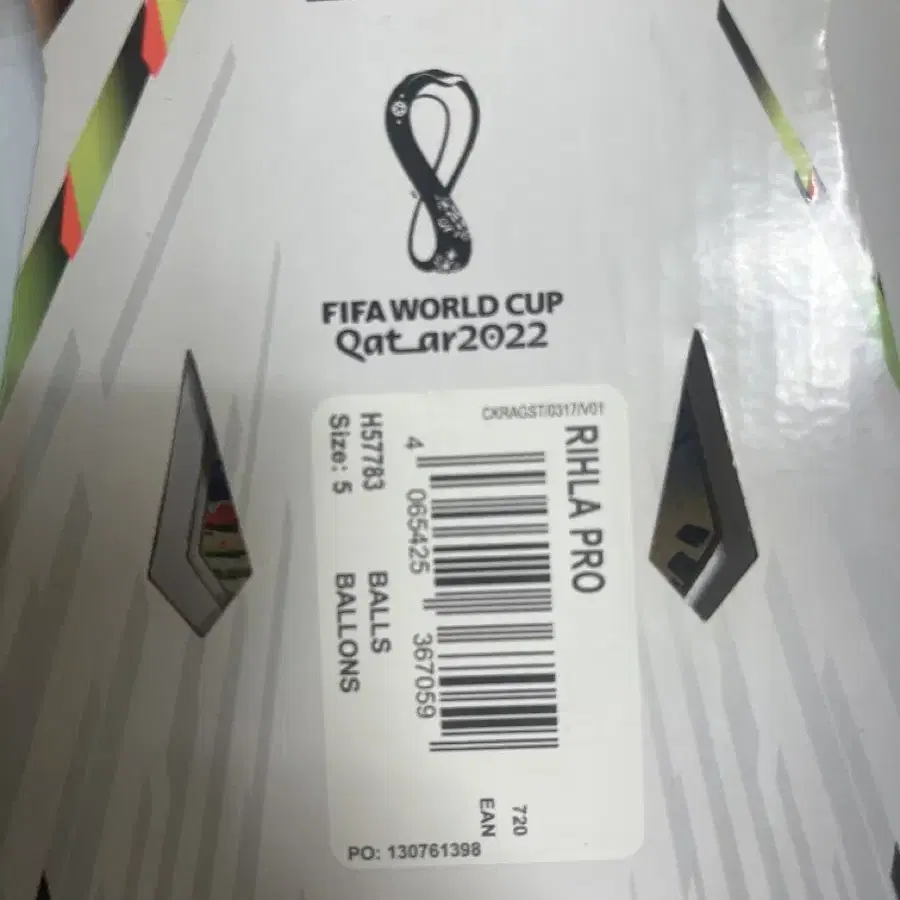 FIFA WORLD CUP
Qatar2022
CKRAGST/0317/V01
RIHLA PRO
4 065425 367059
H57783 BALLS
Size: 5 BALLONS
720
EAN
PO: 130761398